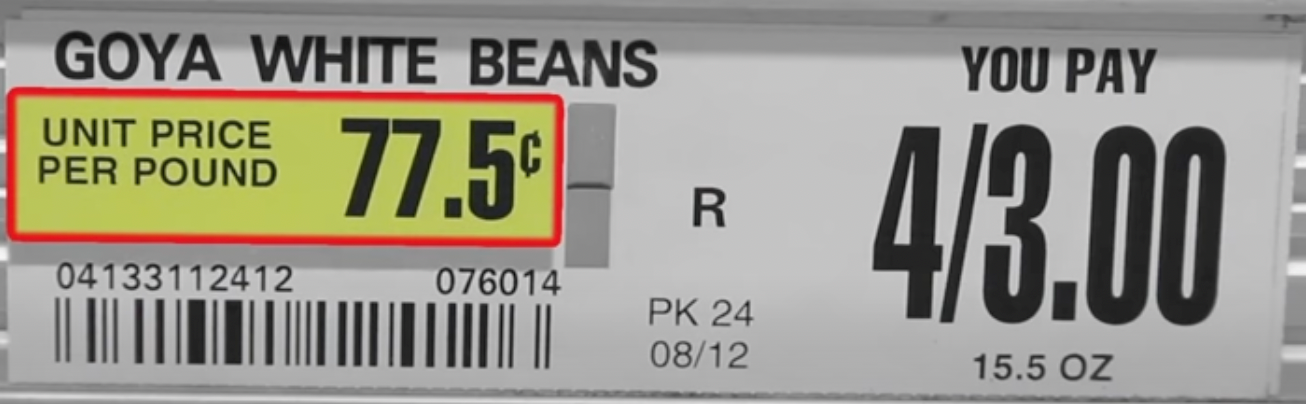 GOYA WHITE BEANS
UNIT PRICE
PER POUND
77.5¢
04133112412 076014
R
PK 24
08/12
YOU PAY
4/3.00
15.5 OZ